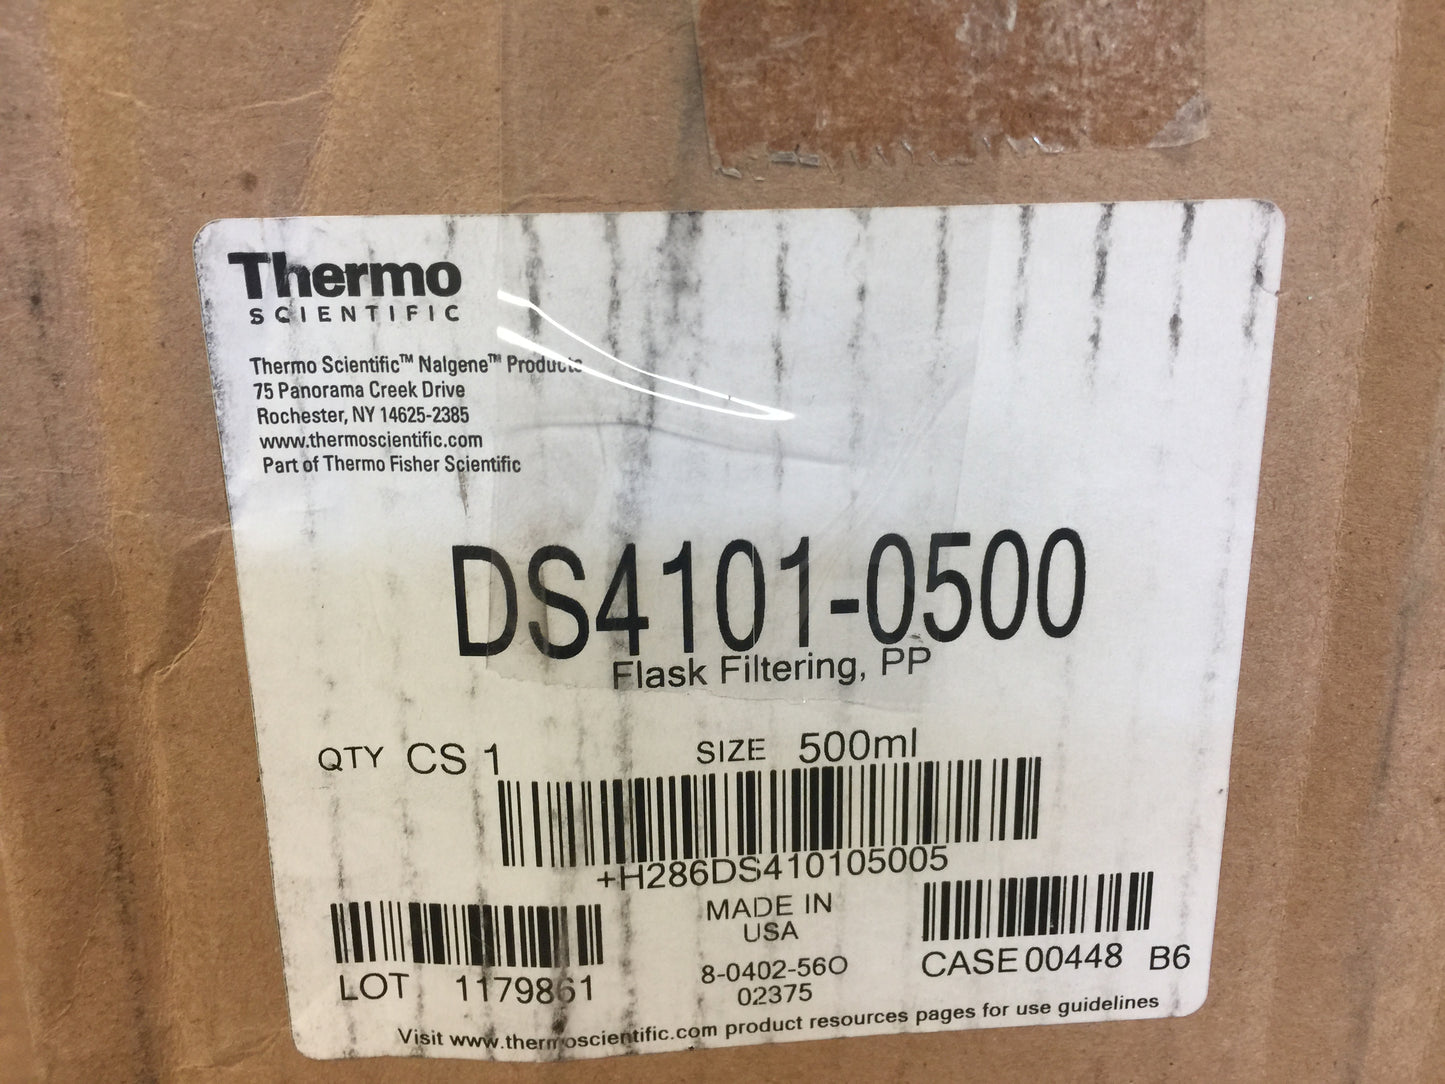 Thermo
SCIENTIFIC
Thermo Scientific™ Nalgene™ Products
75 Panorama Creek Drive
Rochester, NY 14625-2385
www.thermoscientific.com
Part of Thermo Fisher Scientific
DS4101-0500
Flask Filtering, PP
QTY CS 1 SIZE 500ml
+H286DS410105005
MADE IN
USA
LOT 1179861
8-0402-56O
02375
CASE 00448 B6
Visit www.thermoscientific.com product resources pages for use guidelines